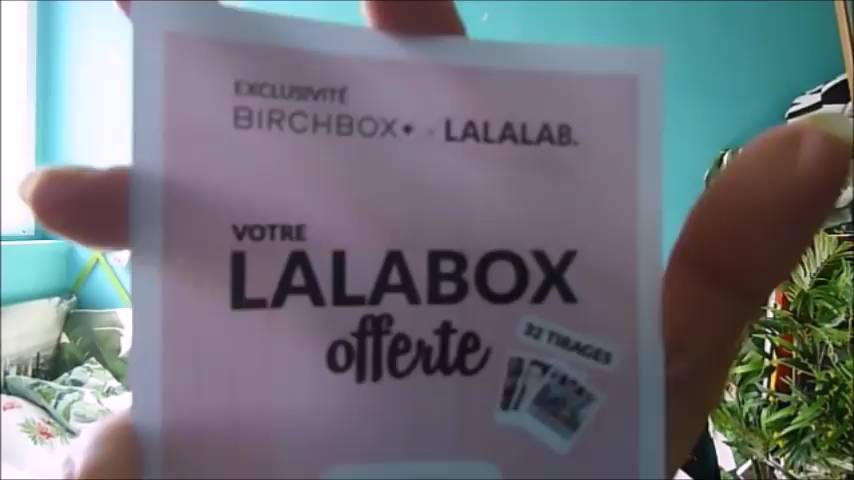 EXCLUSIVITÉ
BIRCHBOX• · LALALAB.
VOTRE
LALABOX
offerte
32 TIRAGES